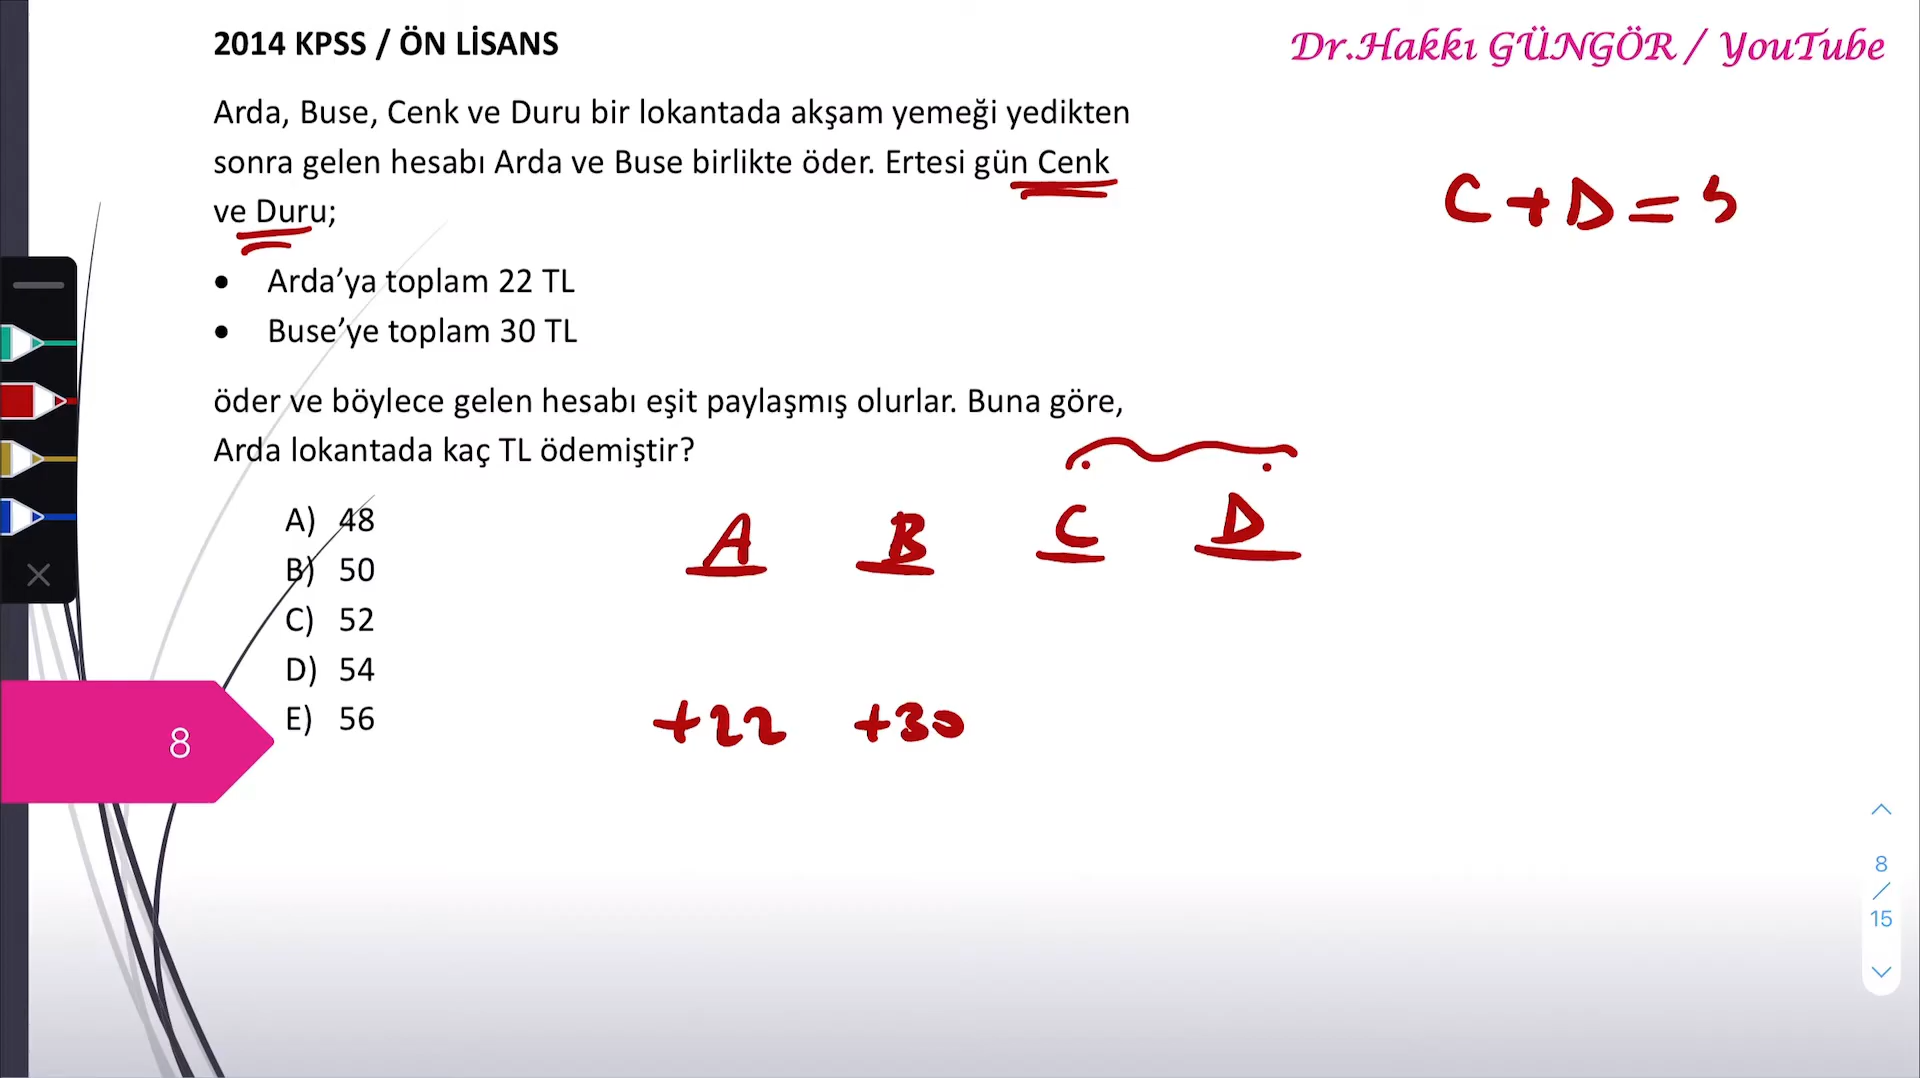 2014 KPSS / ÖN LİSANS
Dr.Hakkı GÜNGÖR / YouTube
Arda, Buse, Cenk ve Duru bir lokantada akşam yemeği yedikten
sonra gelen hesabı Arda ve Buse birlikte öder. Ertesi gün Cenk
ve Duru;
C + D = 5
• Arda’ya toplam 22 TL
• Buse’ye toplam 30 TL
öder ve böylece gelen hesabı eşit paylaşmış olurlar. Buna göre,
Arda lokantada kaç TL ödemiştir?
A) 48
B) 50
C) 52
D) 54
E) 56
A B C D
+22 +30
8
8
/
15